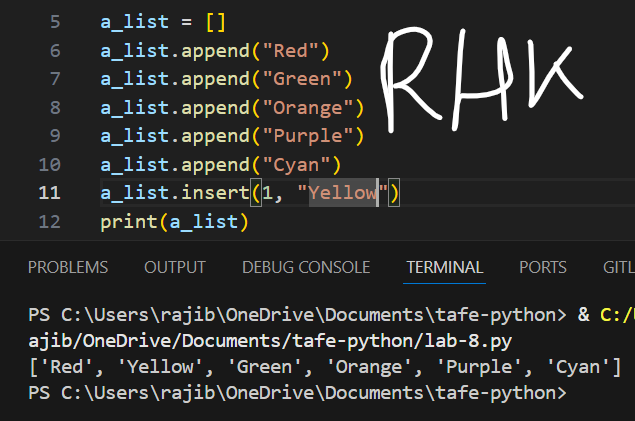 5 a_list = []
6 a_list.append("Red")
7 a_list.append("Green")
8 a_list.append("Orange")
9 a_list.append("Purple")
10 a_list.append("Cyan")
11 a_list.insert(1, "Yellow")
12 print(a_list)
RHK
PROBLEMS OUTPUT DEBUG CONSOLE TERMINAL PORTS GITL
PS C:\Users\rajib\OneDrive\Documents\tafe-python> & C:/
ajib/OneDrive/Documents/tafe-python/lab-8.py
['Red', 'Yellow', 'Green', 'Orange', 'Purple', 'Cyan']
PS C:\Users\rajib\OneDrive\Documents\tafe-python>